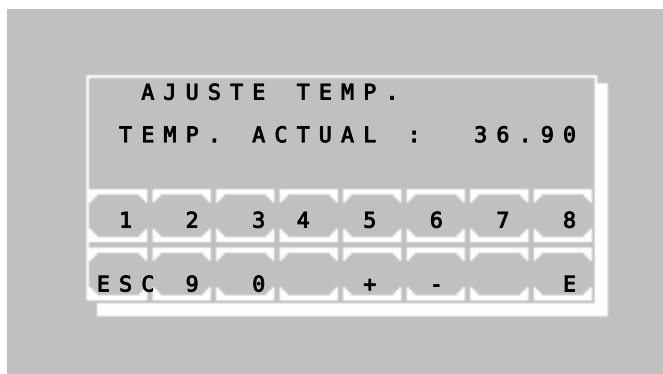 AJUSTE TEMP.
TEMP. ACTUAL : 36.90
1 2 3 4 5 6 7 8
ESC 9 0 + - E